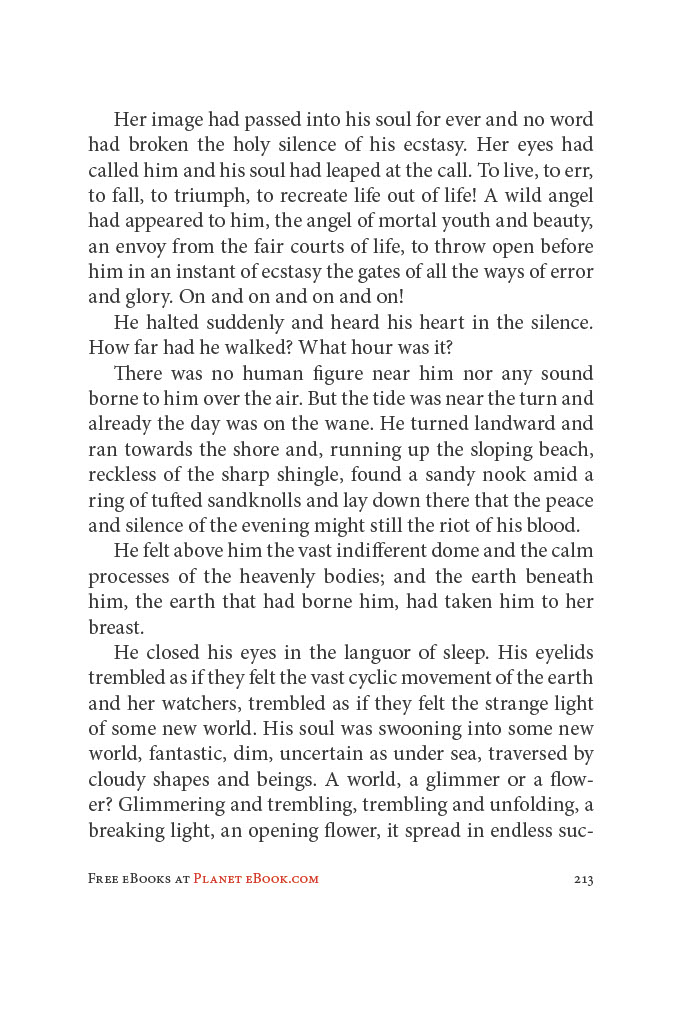 Her image had passed into his soul for ever and no word
had broken the holy silence of his ecstasy. Her eyes had
called him and his soul had leaped at the call. To live, to err,
to fall, to triumph, to recreate life out of life! A wild angel
had appeared to him, the angel of mortal youth and beauty,
an envoy from the fair courts of life, to throw open before
him in an instant of ecstasy the gates of all the ways of error
and glory. On and on and on and on!
He halted suddenly and heard his heart in the silence.
How far had he walked? What hour was it?
There was no human figure near him nor any sound
borne to him over the air. But the tide was near the turn and
already the day was on the wane. He turned landward and
ran towards the shore and, running up the sloping beach,
reckless of the sharp shingle, found a sandy nook amid a
ring of tufted sandknolls and lay down there that the peace
and silence of the evening might still the riot of his blood.
He felt above him the vast indifferent dome and the calm
processes of the heavenly bodies; and the earth beneath
him, the earth that had borne him, had taken him to her
breast.
He closed his eyes in the languor of sleep. His eyelids
trembled as if they felt the vast cyclic movement of the earth
and her watchers, trembled as if they felt the strange light
of some new world. His soul was swooning into some new
world, fantastic, dim, uncertain as under sea, traversed by
cloudy shapes and beings. A world, a glimmer or a flow-
er? Glimmering and trembling, trembling and unfolding, a
breaking light, an opening flower, it spread in endless suc-
Free eBooks at Planet eBook.com 213